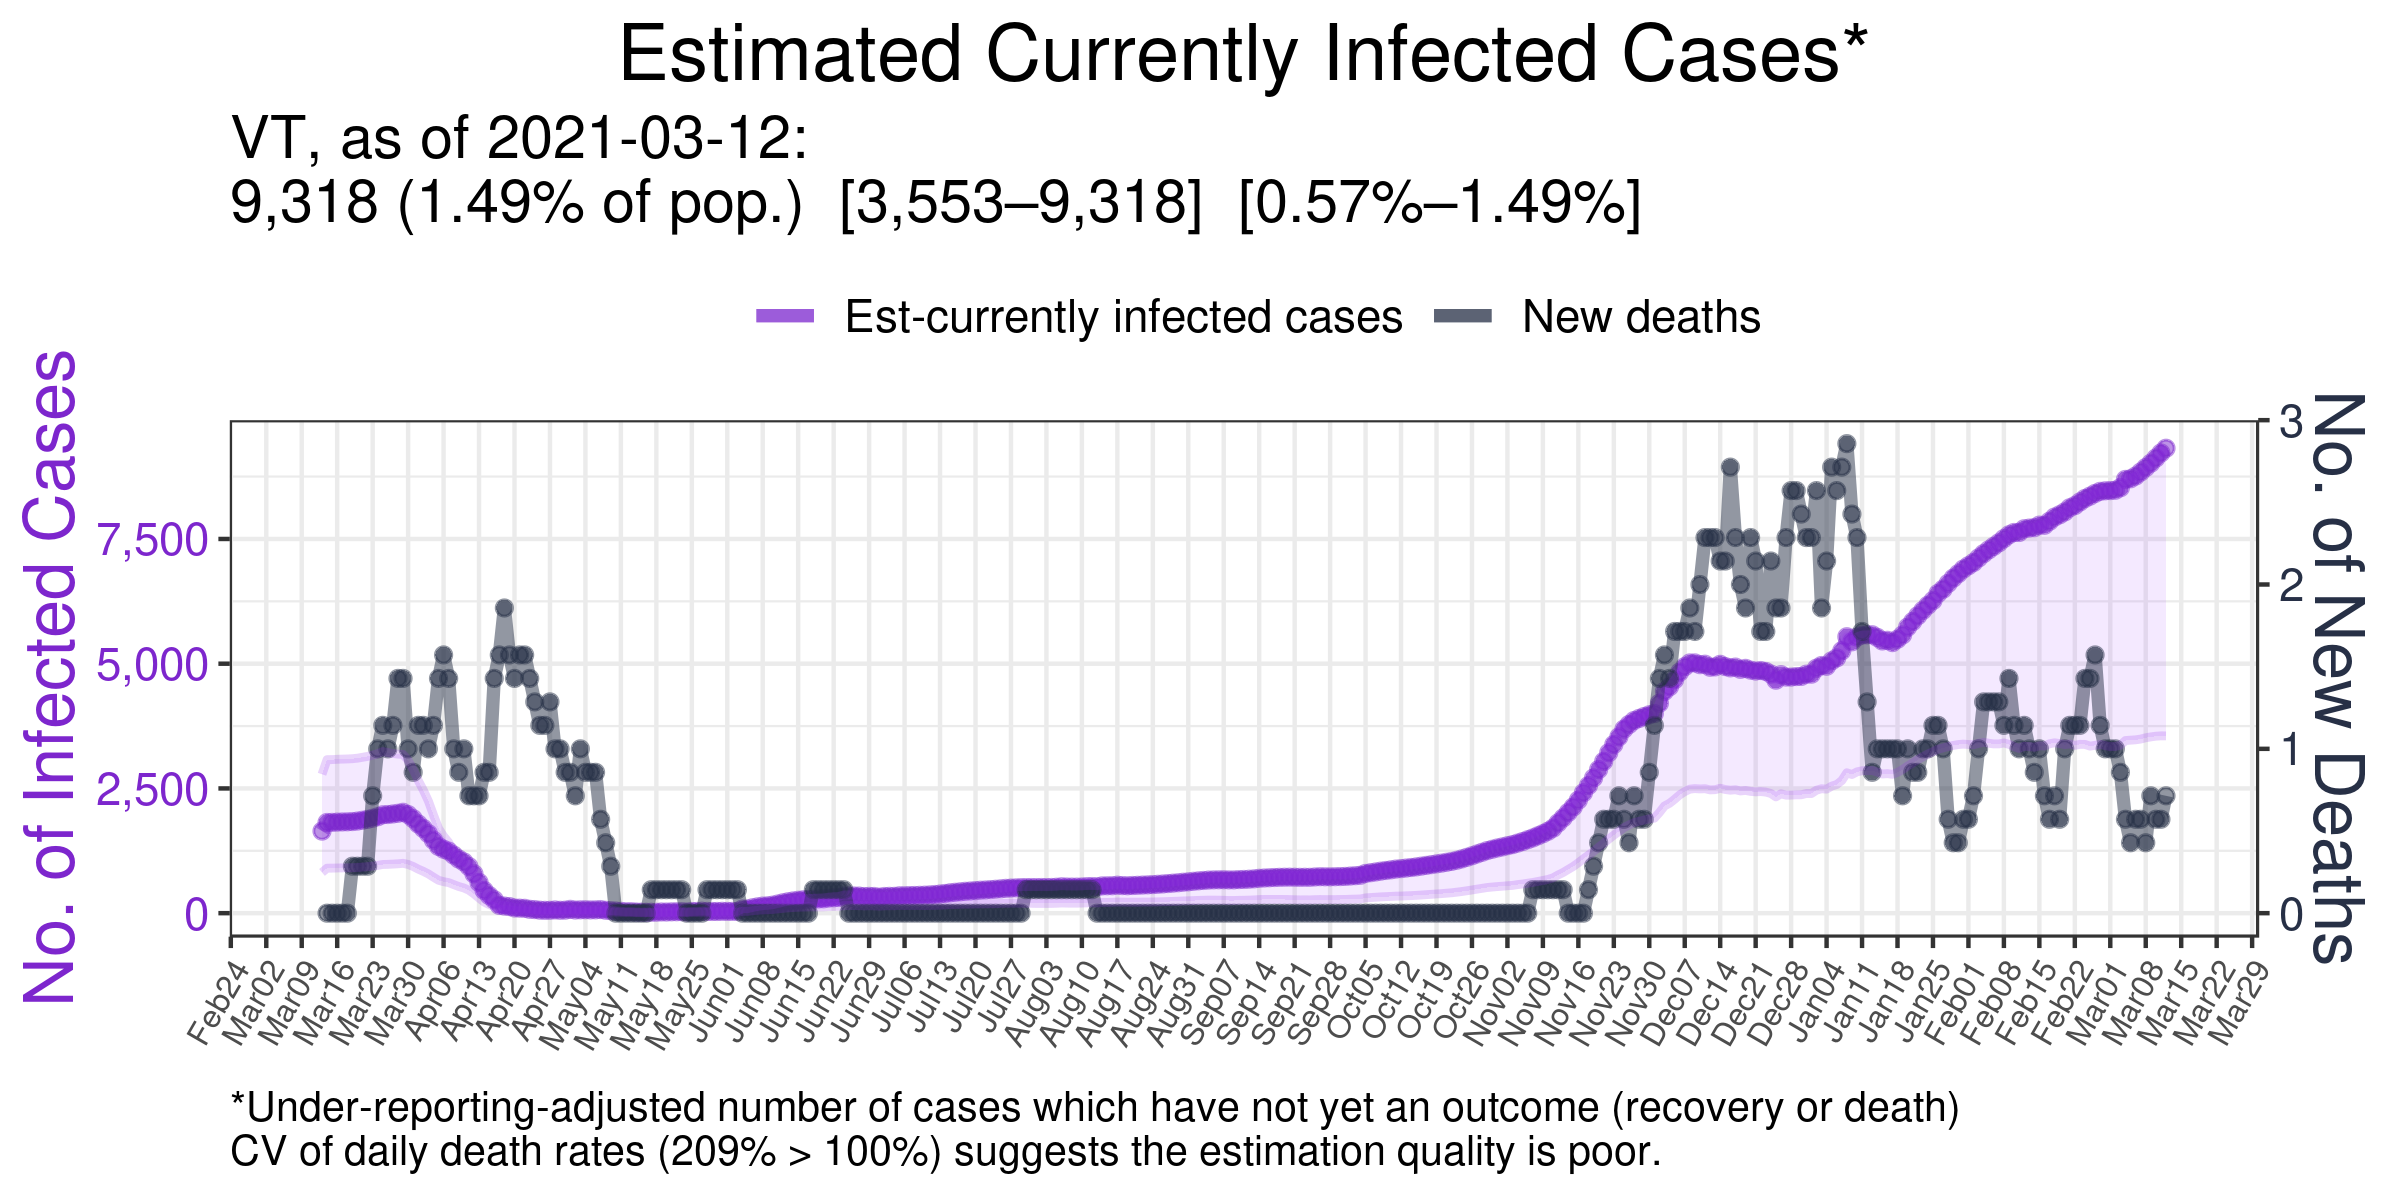 Estimated Currently Infected Cases*
VT, as of 2021-03-12:
9,318 (1.49% of pop.) [3,553–9,318] [0.57%–1.49%]
Est-currently infected cases
New deaths
No. of Infected Cases
7,500
5,000
2,500
0
3
2
1
0
No. of New Deaths
Feb24
Mar02
Mar09
Mar16
Mar23
Mar30
Apr06
Apr13
Apr20
Apr27
May04
May11
May18
May25
Jun01
Jun08
Jun15
Jun22
Jun29
Jul06
Jul13
Jul20
Jul27
Aug03
Aug10
Aug17
Aug24
Aug31
Sep07
Sep14
Sep21
Sep28
Oct05
Oct12
Oct19
Oct26
Nov02
Nov09
Nov16
Nov23
Nov30
Dec07
Dec14
Dec21
Dec28
Jan04
Jan11
Jan18
Jan25
Feb01
Feb08
Feb15
Feb22
Mar01
Mar08
Mar15
Mar22
Mar29
*Under-reporting-adjusted number of cases which have not yet an outcome (recovery or death)
CV of daily death rates (209% > 100%) suggests the estimation quality is poor.